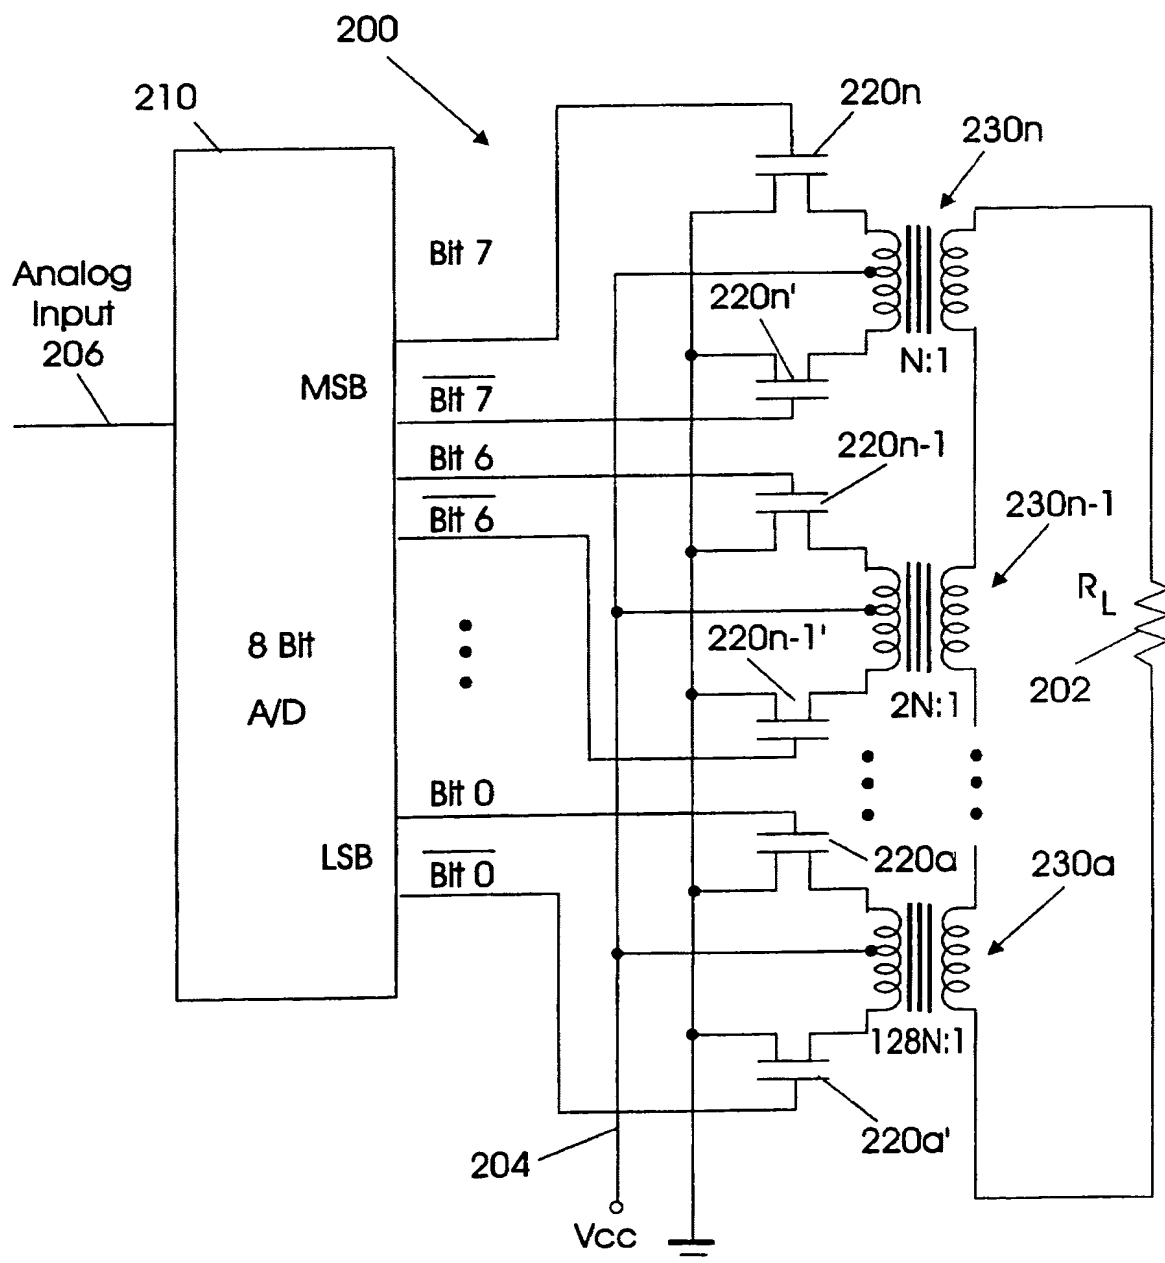 200
210
220n
230n
Bit 7
Analog
Input
206
220n'
N:1
MSB
Bit 7
Bit 6
220n-1
Bit 6
230n-1
R_L
8 Bit
A/D
220n-1'
202
2N:1
Bit 0
LSB
220a
230a
Bit 0
128N:1
220a'
204
Vcc